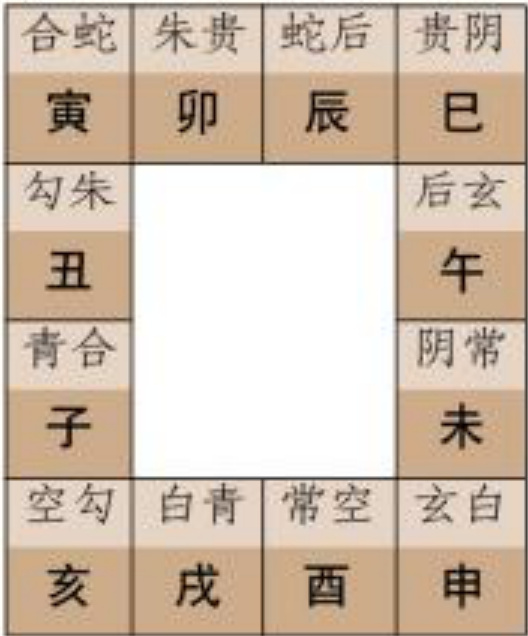 合蛇 朱贵 蛇后 贵阴
寅 卯 辰 巳
勾朱 后玄
丑 午
青合 阴常
子 未
空勾 白青 常空 玄白
亥 戌 酉 申